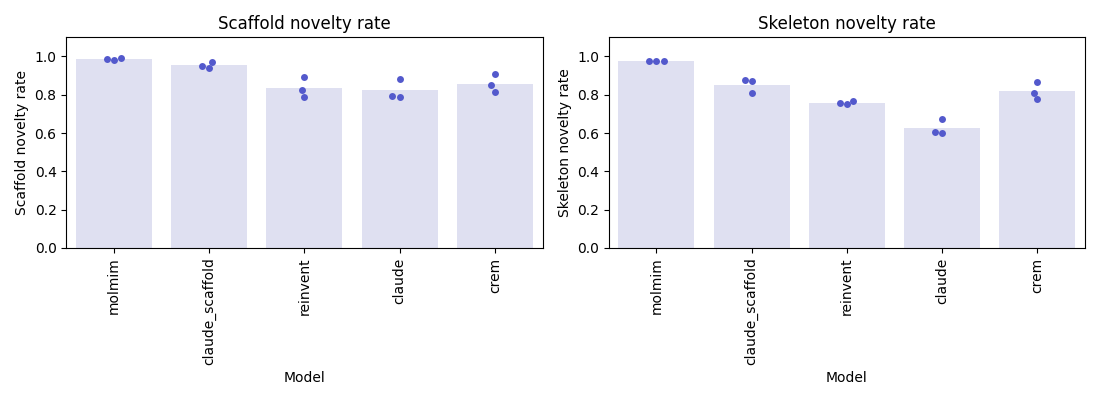 Scaffold novelty rate
Scaffold novelty rate
1.0
0.8
0.6
0.4
0.2
0.0
molmim
claude_scaffold
reinvent
claude
crem
Model
Skeleton novelty rate
Skeleton novelty rate
1.0
0.8
0.6
0.4
0.2
0.0
molmim
claude_scaffold
reinvent
claude
crem
Model